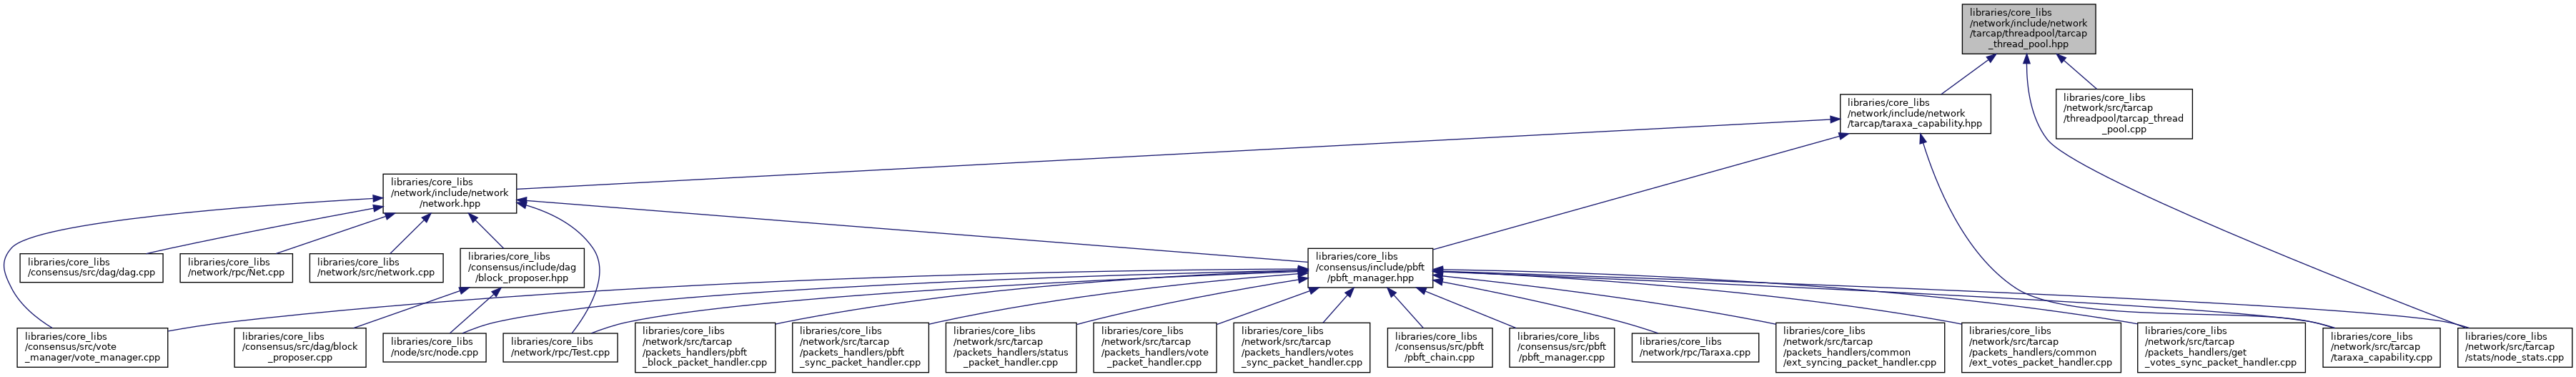 libraries/core_libs
/network/include/network
/tarcap/threadpool/tarcap
_thread_pool.hpp
libraries/core_libs
/network/include/network
/tarcap/taraxa_capability.hpp
libraries/core_libs
/network/src/tarcap
/threadpool/tarcap_thread
_pool.cpp
libraries/core_libs
/network/include/network
/network.hpp
libraries/core_libs
/consensus/src/dag/dag.cpp
libraries/core_libs
/network/rpc/Net.cpp
libraries/core_libs
/network/src/network.cpp
libraries/core_libs
/consensus/include/dag
/block_proposer.hpp
libraries/core_libs
/consensus/include/pbft
/pbft_manager.hpp
libraries/core_libs
/consensus/src/vote
_manager/vote_manager.cpp
libraries/core_libs
/consensus/src/dag/block
_proposer.cpp
libraries/core_libs
/node/src/node.cpp
libraries/core_libs
/network/rpc/Test.cpp
libraries/core_libs
/network/src/tarcap
/packets_handlers/pbft
_block_packet_handler.cpp
libraries/core_libs
/network/src/tarcap
/packets_handlers/pbft
_sync_packet_handler.cpp
libraries/core_libs
/network/src/tarcap
/packets_handlers/status
_packet_handler.cpp
libraries/core_libs
/network/src/tarcap
/packets_handlers/vote
_packet_handler.cpp
libraries/core_libs
/network/src/tarcap
/packets_handlers/votes
_sync_packet_handler.cpp
libraries/core_libs
/consensus/src/pbft
/pbft_chain.cpp
libraries/core_libs
/consensus/src/pbft
/pbft_manager.cpp
libraries/core_libs
/network/rpc/Taraxa.cpp
libraries/core_libs
/network/src/tarcap
/packets_handlers/common
/ext_syncing_packet_handler.cpp
libraries/core_libs
/network/src/tarcap
/packets_handlers/common
/ext_votes_packet_handler.cpp
libraries/core_libs
/network/src/tarcap
/packets_handlers/get
_votes_sync_packet_handler.cpp
libraries/core_libs
/network/src/tarcap
/taraxa_capability.cpp
libraries/core_libs
/network/src/tarcap
/stats/node_stats.cpp